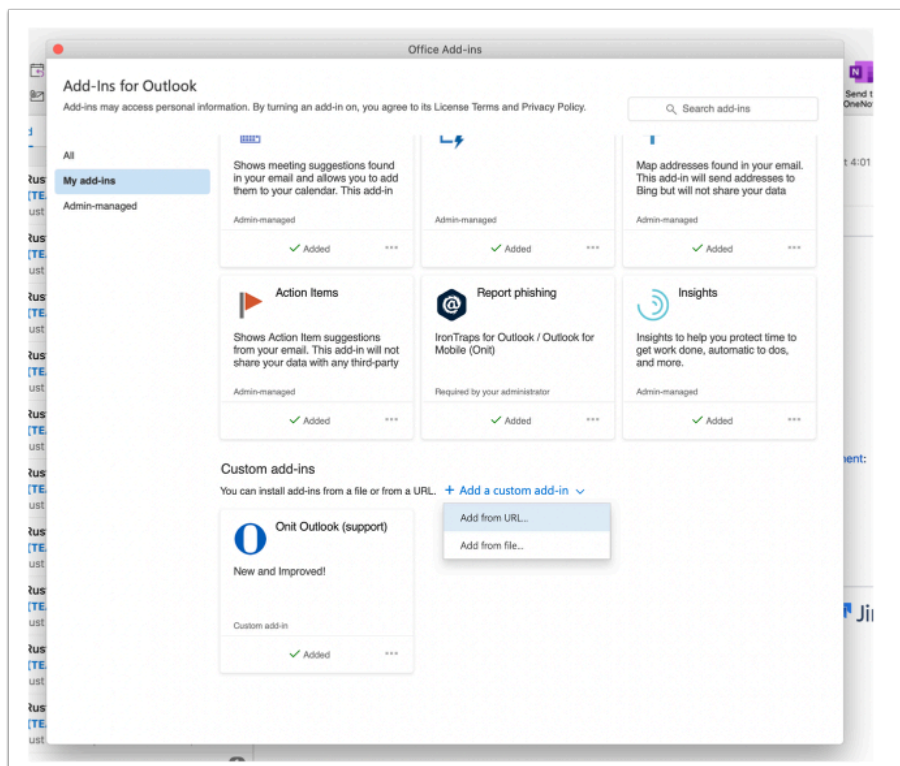 Office Add-ins
Add-Ins for Outlook
Add-ins may access personal information. By turning an add-in on, you agree to its License Terms and Privacy Policy.
Search add-ins
All
My add-ins
Admin-managed
Shows meeting suggestions found
in your email and allows you to add
them to your calendar. This add-in
Admin-managed
Added
Admin-managed
Added
Map addresses found in your email.
This add-in will send addresses to
Bing but will not share your data
Admin-managed
Added
Action Items
Shows Action Item suggestions
from your email. This add-in will not
share your data with any third-party
Admin-managed
Added
Report phishing
IronTraps for Outlook / Outlook for
Mobile (Onit)
Required by your administrator
Added
Insights
Insights to help you protect time to
get work done, automatic to dos,
and more.
Admin-managed
Added
Custom add-ins
You can install add-ins from a file or from a URL. + Add a custom add-in
Add from URL...
Add from file...
Onit Outlook (support)
New and Improved!
Custom add-in
Added
N
Send t
OneNo
t 4:01
ent:
Ji